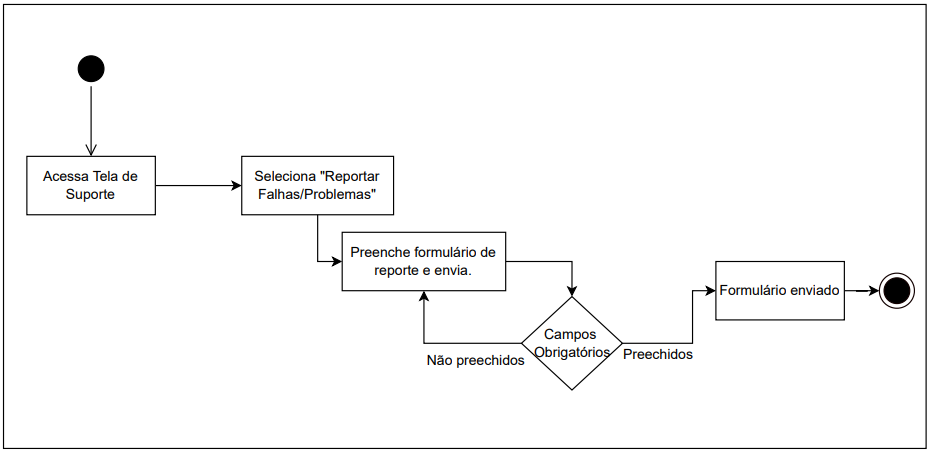 Acessa Tela de
Suporte
Seleciona "Reportar
Falhas/Problemas"
Preenche formulário de
reporte e envia.
Campos
Obrigatórios
Não preechidos
Preechidos
Formulário enviado